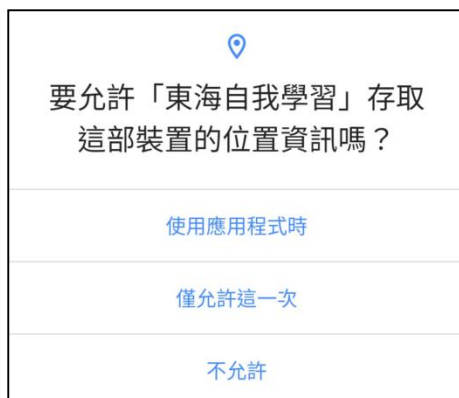 要允許「東海自我學習」存取
這部裝置的位置資訊嗎？
使用應用程式時
僅允許這一次
不允許